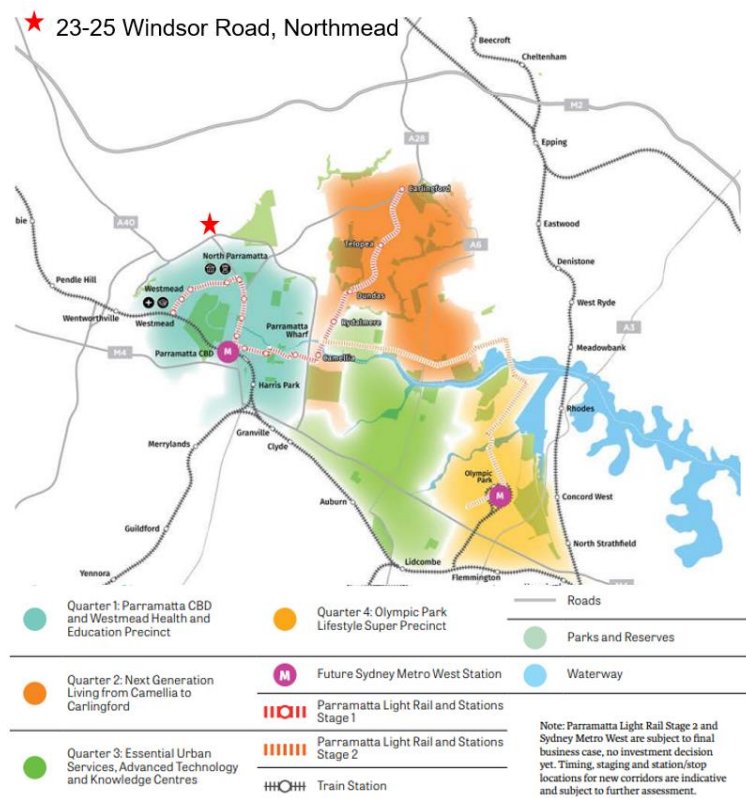 23-25 Windsor Road, Northmead
Beecroft
Cheltenham
M2
A28
Epping
Carlingford
bie
A40
Eastwood
North Parramatta
Telopea
A6
Denistone
Pendle Hill
Westmead
Dundas
West Ryde
Wentworthville
Westmead
Parramatta
Wharf
Rydalmere
A3
M4
Parramatta CBD
M
Camellia
Meadowbank
Harris Park
Rhodes
Granville
Merrylands
Clyde
Olympic
Park
M
Auburn
Concord West
Guildford
North Strathfield
Lidcombe
Yennora
Flemmington
Quarter 1: Parramatta CBD
and Westmead Health and
Education Precinct
Quarter 2: Next Generation
Living from Camellia to
Carlingford
Quarter 3: Essential Urban
Services, Advanced Technology
and Knowledge Centres
Quarter 4: Olympic Park
Lifestyle Super Precinct
M
Future Sydney Metro West Station
Parramatta Light Rail and Stations
Stage 1
Parramatta Light Rail and Stations
Stage 2
Train Station
Roads
Parks and Reserves
Waterway
Note: Parramatta Light Rail Stage 2 and
Sydney Metro West are subject to final
business case, no investment decision
yet. Timing, staging and station/stop
locations for new corridors are indicative
and subject to further assessment.